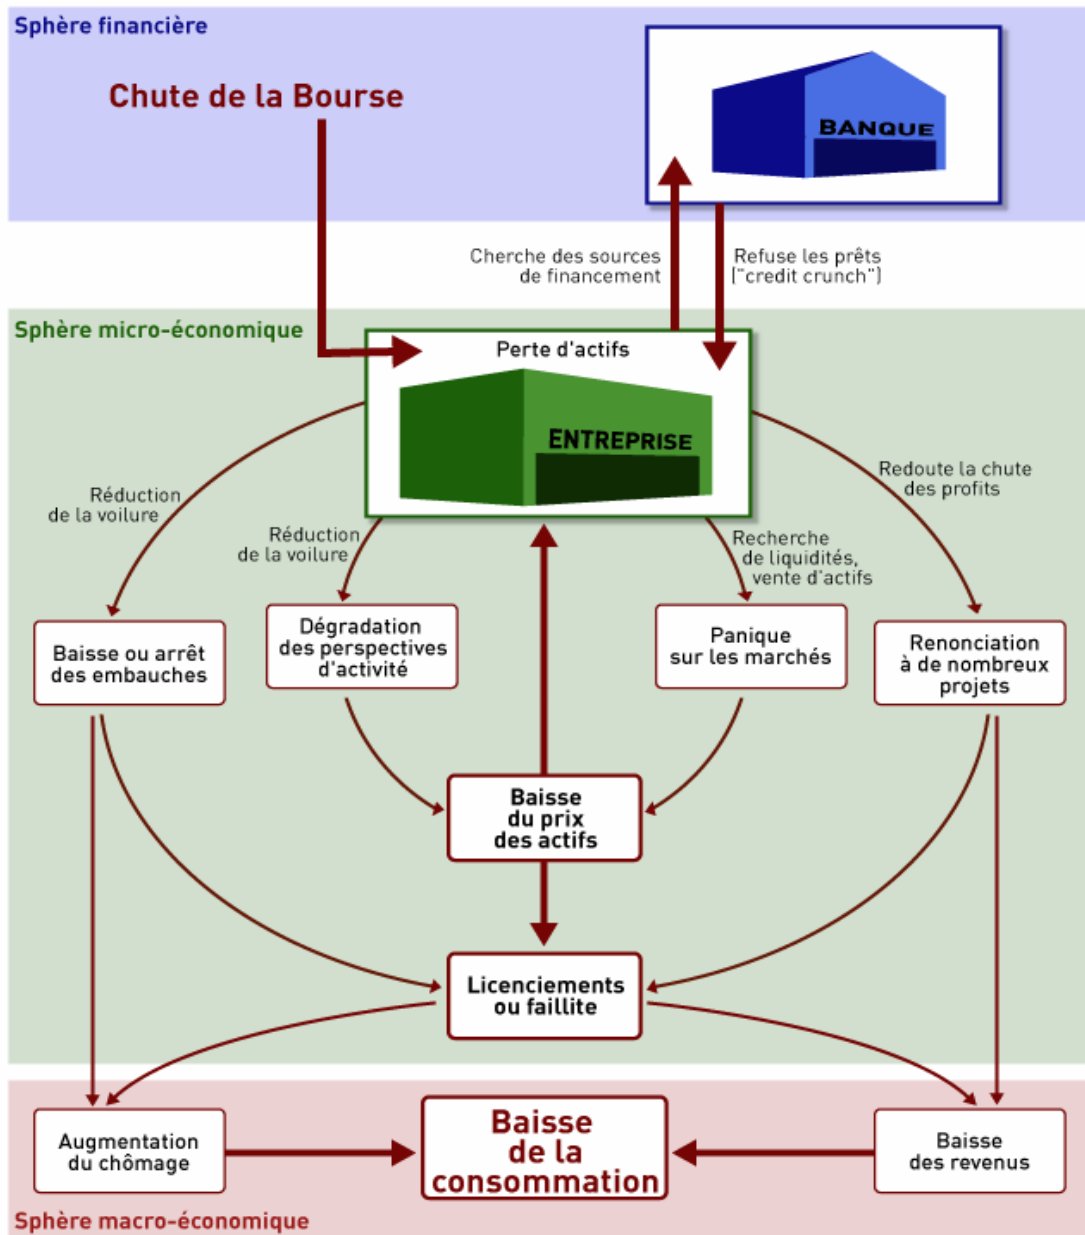 Sphère financière
Chute de la Bourse
BANQUE
Cherche des sources
de financement
Refuse les prêts
("credit crunch")
Sphère micro-économique
Perte d'actifs
ENTREPRISE
Réduction
de la voilure
Redoute la chute
des profits
Réduction
de la voilure
Recherche
de liquidités,
vente d'actifs
Baisse ou arrêt
des embauches
Dégradation
des perspectives
d'activité
Panique
sur les marchés
Renonciation
à de nombreux
projets
Baisse
du prix
des actifs
Licenciements
ou faillite
Augmentation
du chômage
Baisse
de la
consommation
Baisse
des revenus
Sphère macro-économique